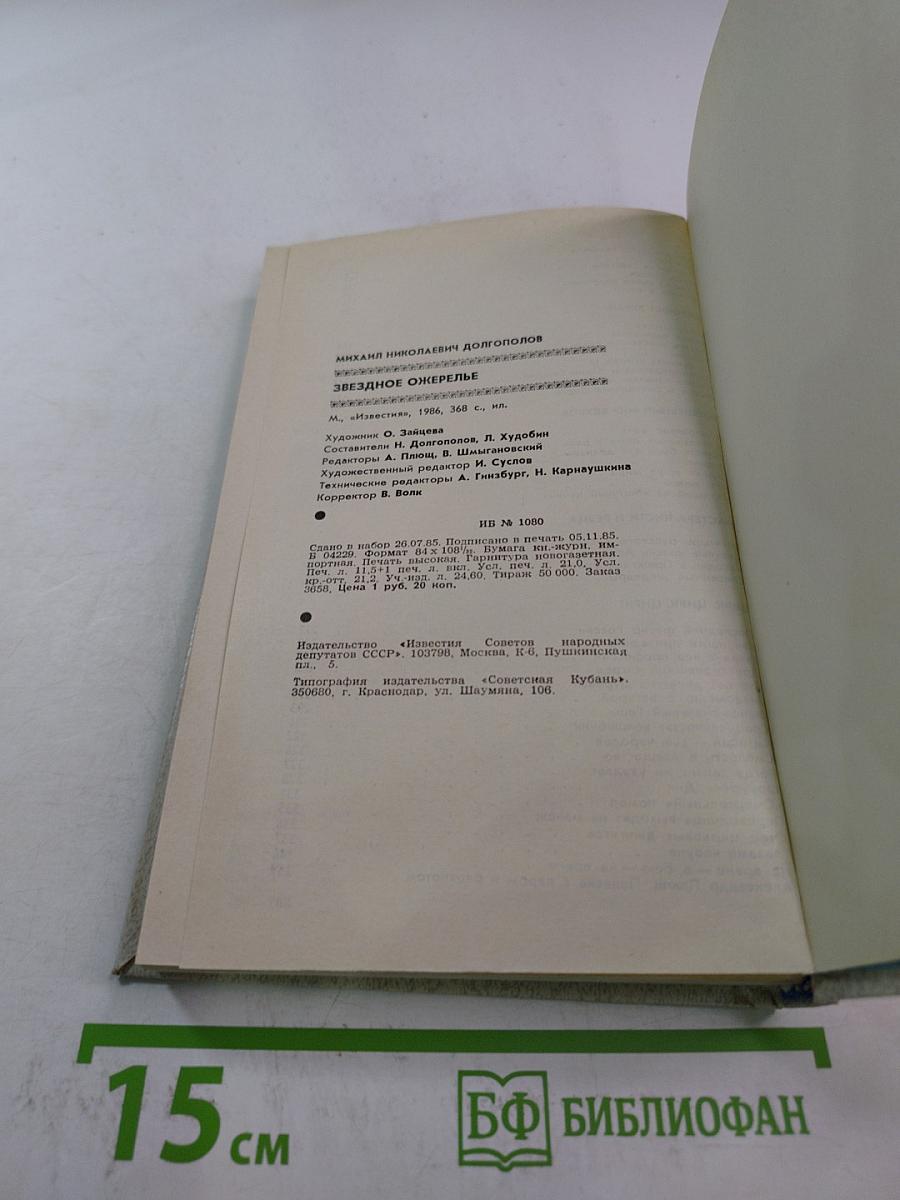 МИХАИЛ НИКОЛАЕВИЧ ДОЛГОПОЛОВ
ЗВЕЗДНОЕ ОЖЕРЕЛЬЕ
М., «Известия», 1986, 368 с., ил.
Художник О. Зайцева
Составители Н. Долгополов, Л. Худобин
Редакторы А. Плющ, В. Шмыгановский
Художественный редактор И. Суслов
Технические редакторы А. Гинзбург, Н. Карнаушкина
Корректор В. Волк
ИБ № 1080
Сдано в набор 26.07.85. Подписано в печать 05.11.85.
Б 04229. Формат 84×108¹/₃₂. Бумага кн.-журн, им-
портная. Печать высокая. Гарнитура новогазетная.
Печ. л. 11,5+1 печ. л. вкл. Усл. печ. л. 21,0. Усл.
кр.-отт. 21,2. Уч.-изд. л. 24,60. Тираж 50 000. Заказ
3658. Цена 1 руб. 20 коп.
Издательство «Известия Советов народных
депутатов СССР». 103798, Москва, К-6, Пушкинская
пл., 5.
Типография издательства «Советская Кубань».
350680, г. Краснодар, ул. Шаумяна, 106.
15 см
БФ БИБЛИОФАН